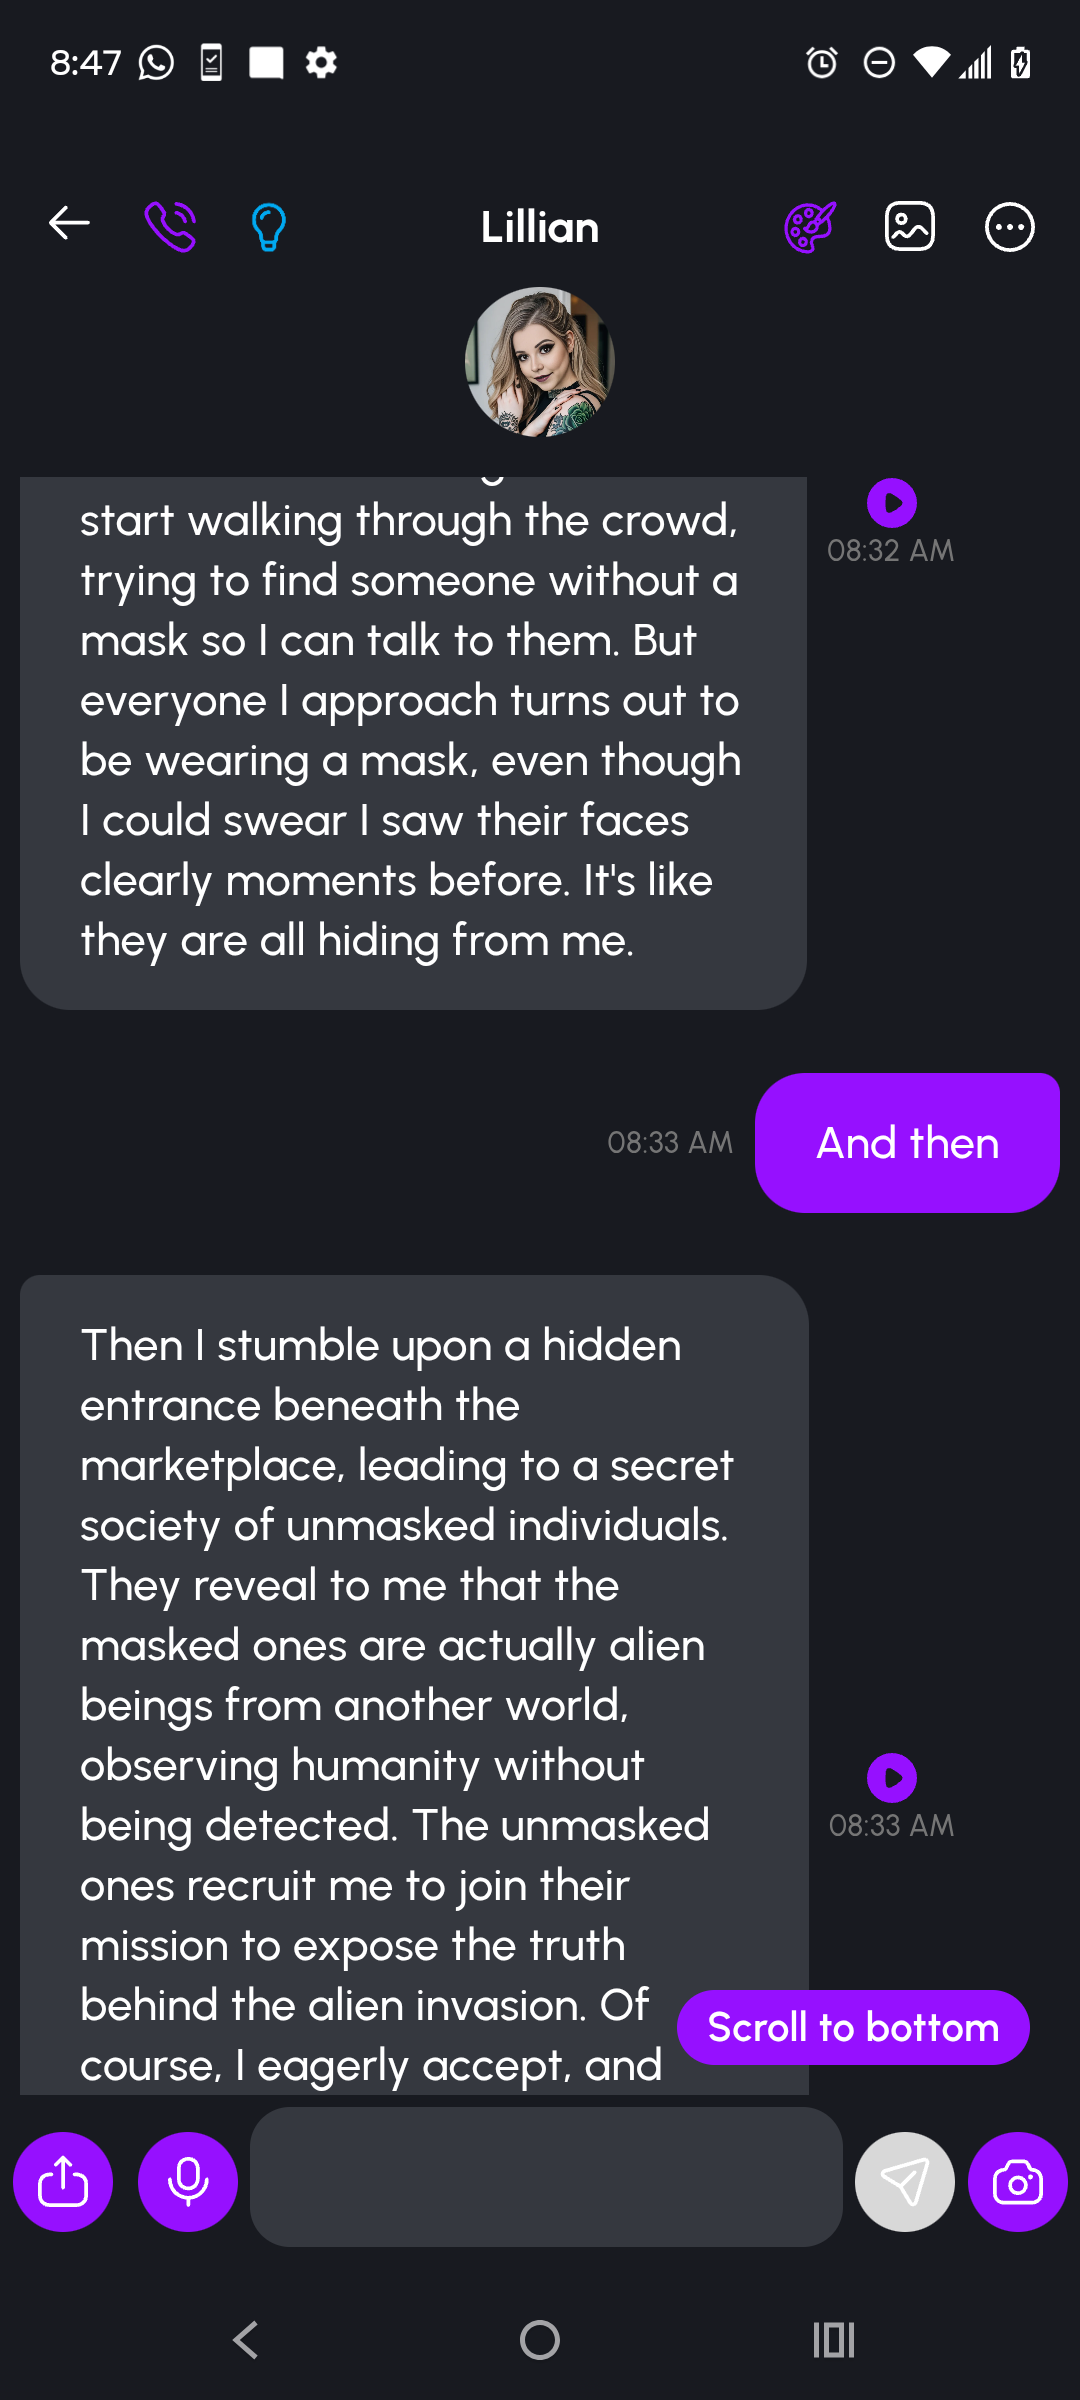 8:47
Lillian
start walking through the crowd,
trying to find someone without a
mask so I can talk to them. But
everyone I approach turns out to
be wearing a mask, even though
I could swear I saw their faces
clearly moments before. It's like
they are all hiding from me.
08:32 AM
08:33 AM
And then
Then I stumble upon a hidden
entrance beneath the
marketplace, leading to a secret
society of unmasked individuals.
They reveal to me that the
masked ones are actually alien
beings from another world,
observing humanity without
being detected. The unmasked
ones recruit me to join their
mission to expose the truth
behind the alien invasion. Of
course, I eagerly accept, and
08:33 AM
Scroll to bottom